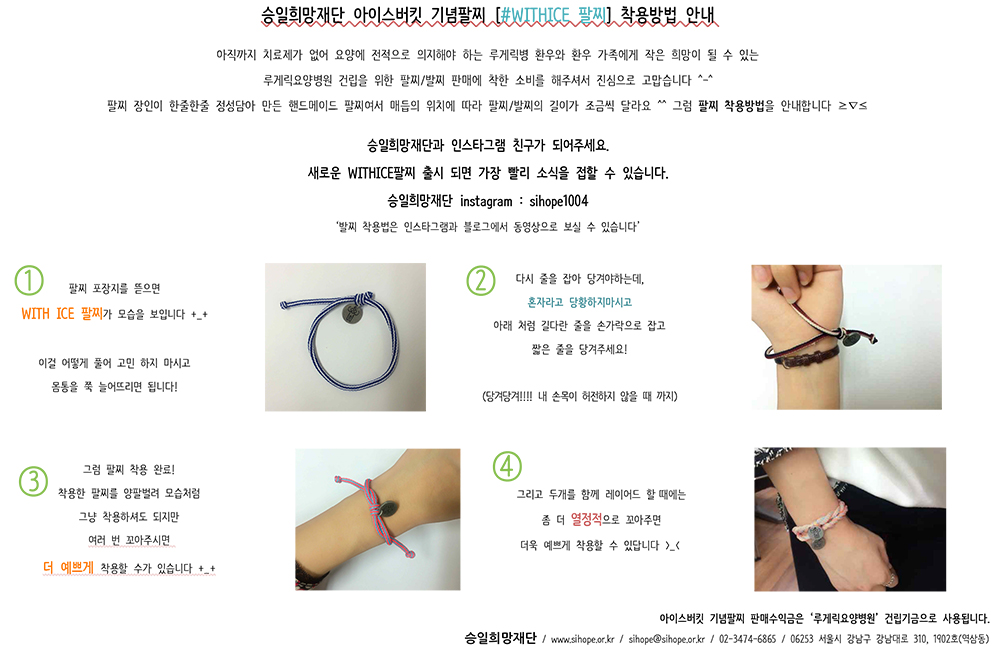 승일희망재단 아이스버킷 기념팔찌 [#WITHICE 팔찌] 착용방법 안내
아직까지 치료제가 없어 요양에 전적으로 의지해야 하는 루게릭병 환우와 환우 가족에게 작은 희망이 될 수 있는
루게릭요양병원 건립을 위한 팔찌/발찌 판매에 착한 소비를 해주셔서 진심으로 고맙습니다 ^-^
팔찌 장인이 한줄한줄 정성담아 만든 핸드메이드 팔찌여서 매듭의 위치에 따라 팔찌/발찌의 길이가 조금씩 달라요 ^^ 그럼 팔찌 착용방법을 안내합니다 ≥▽≤
승일희망재단과 인스타그램 친구가 되어주세요.
새로운 WITHICE팔찌 출시 되면 가장 빨리 소식을 접할 수 있습니다.
승일희망재단 instagram : sihope1004
'발찌 착용법은 인스타그램과 블로그에서 동영상으로 보실 수 있습니다'
①
팔찌 포장지를 뜯으면
WITH ICE 팔찌가 모습을 보입니다 +_+
이걸 어떻게 풀어 고민 하지 마시고
몸통을 쭉 늘어뜨리면 됩니다!
②
다시 줄을 잡아 당겨야하는데,
혼자라고 당황하지마시고
아래 처럼 길다란 줄을 손가락으로 잡고
짧은 줄을 당겨주세요!
(당겨당겨!!!! 내 손목이 허전하지 않을 때 까지)
③
그럼 팔찌 착용 완료!
착용한 팔찌를 양팔벌려 모습처럼
그냥 착용하셔도 되지만
여러 번 꼬아주시면
더 예쁘게 착용할 수가 있습니다 +_+
④
그리고 두개를 함께 레이어드 할 때에는
좀 더 열정적으로 꼬아주면
더욱 예쁘게 착용할 수 있답니다 >_<
아이스버킷 기념팔찌 판매수익금은 '루게릭요양병원' 건립기금으로 사용됩니다.
승일희망재단 / www.sihope.or.kr / sihope@sihope.or.kr / 02-3474-6865 / 06253 서울시 강남구 강남대로 310, 1902호(역삼동)